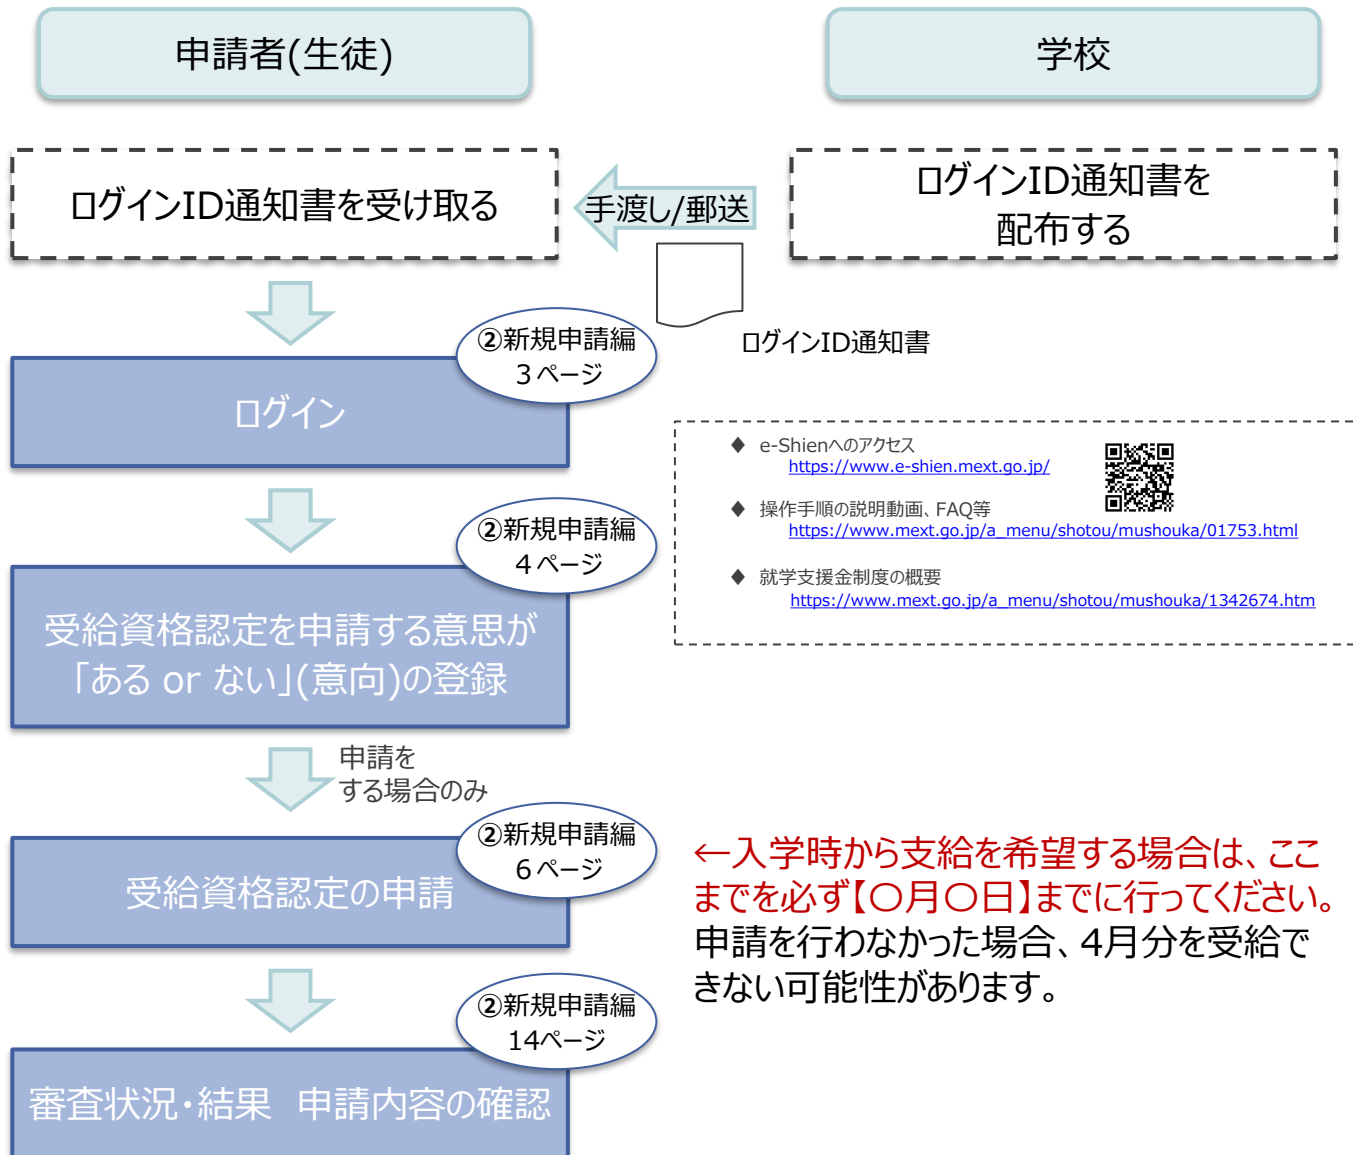 申請者(生徒)
学校
ログインID通知書を受け取る
手渡し/郵送
ログインID通知書を
配布する
ログインID通知書
②新規申請編
3ページ
ログイン
◆ e-Shienへのアクセス
https://www.e-shien.mext.go.jp/
◆ 操作手順の説明動画、FAQ等
https://www.mext.go.jp/a_menu/shotou/mushouka/01753.html
◆ 就学支援金制度の概要
https://www.mext.go.jp/a_menu/shotou/mushouka/1342674.htm
②新規申請編
4ページ
受給資格認定を申請する意思が
「ある or ない」(意向)の登録
申請を
する場合のみ
②新規申請編
6ページ
受給資格認定の申請
←入学時から支給を希望する場合は、ここ
までを必ず【〇月〇日】までに行ってください。
申請を行わなかった場合、4月分を受給で
きない可能性があります。
②新規申請編
14ページ
審査状況・結果　申請内容の確認